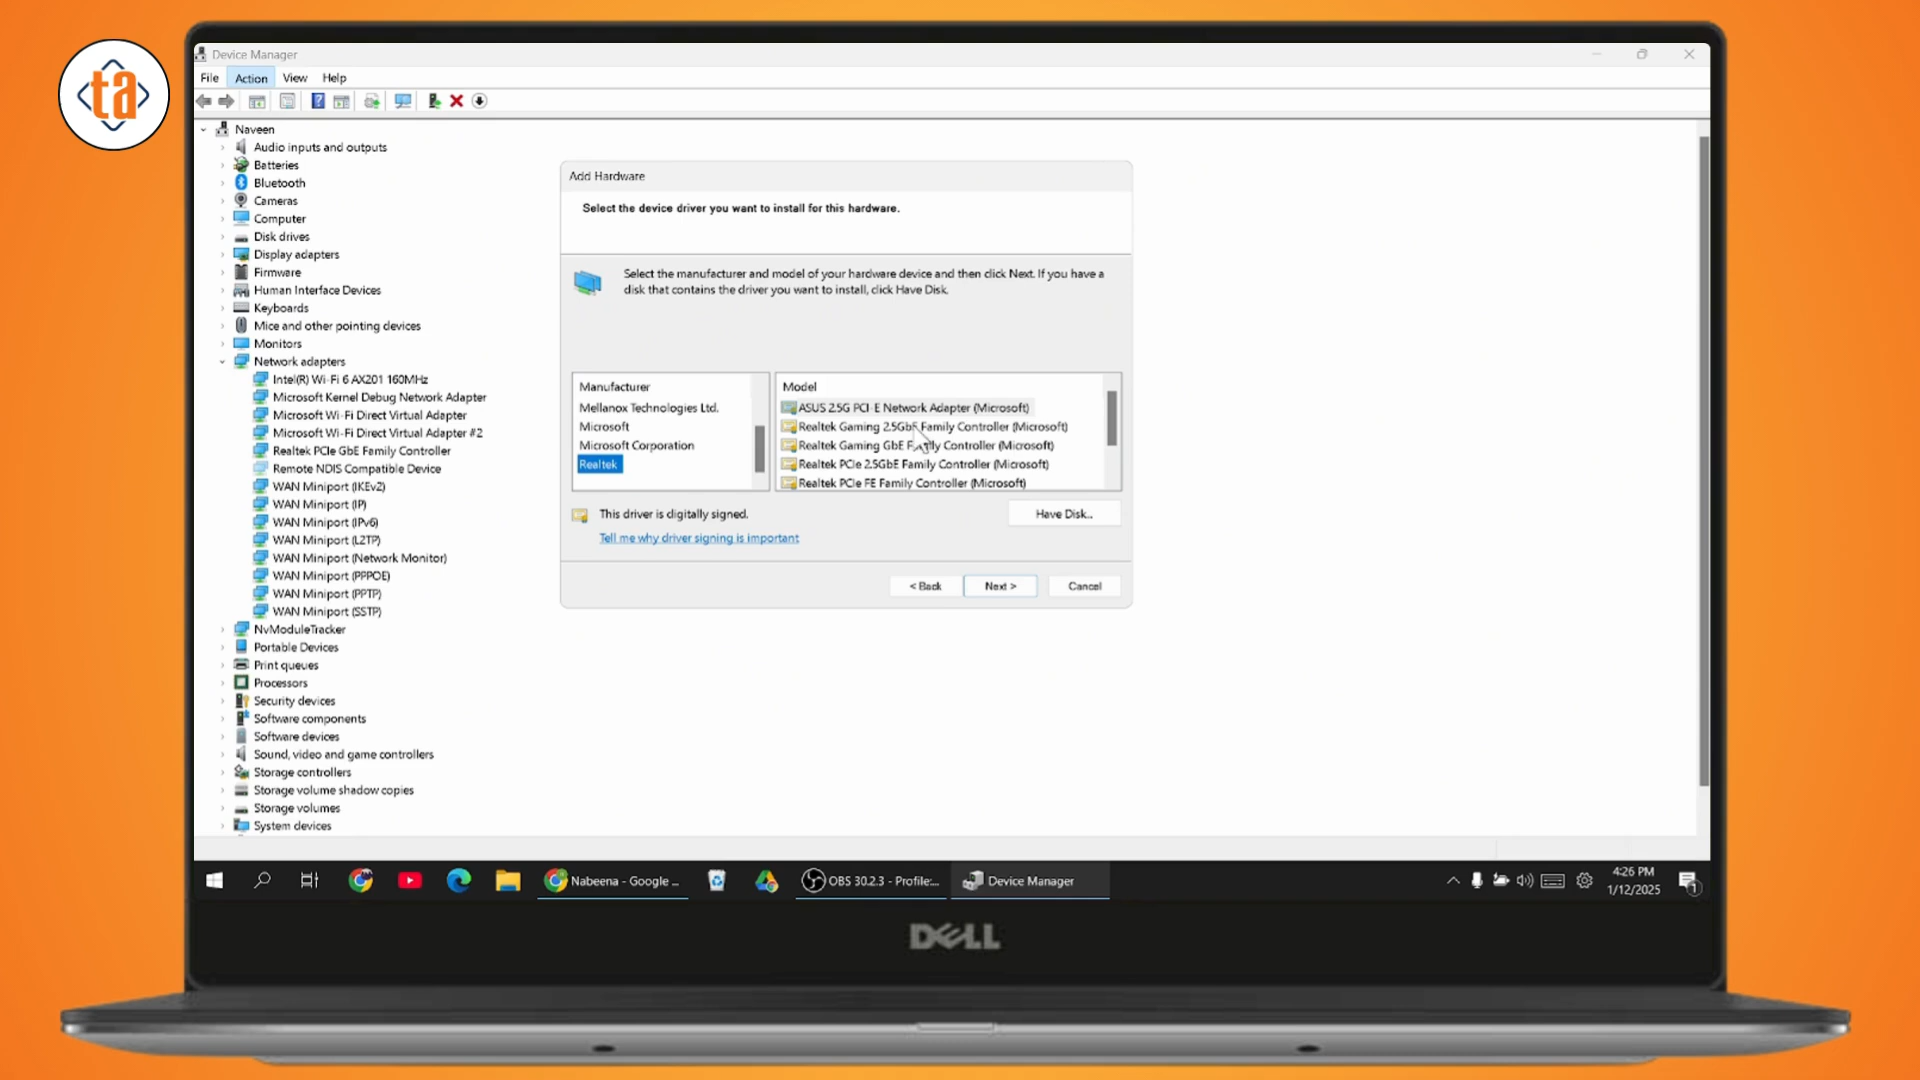 ta
Device Manager
File Action View Help
Naveen
Audio inputs and outputs
Batteries
Bluetooth
Cameras
Computer
Disk drives
Display adapters
Firmware
Human Interface Devices
Keyboards
Mice and other pointing devices
Monitors
Network adapters
Intel(R) Wi-Fi 6 AX201 160MHz
Microsoft Kernel Debug Network Adapter
Microsoft Wi-Fi Direct Virtual Adapter
Microsoft Wi-Fi Direct Virtual Adapter #2
Realtek PCIe GbE Family Controller
Remote NDIS Compatible Device
WAN Miniport (IKEv2)
WAN Miniport (IP)
WAN Miniport (IPv6)
WAN Miniport (L2TP)
WAN Miniport (Network Monitor)
WAN Miniport (PPPOE)
WAN Miniport (PPTP)
WAN Miniport (SSTP)
NvModuleTracker
Portable Devices
Print queues
Processors
Security devices
Software components
Software devices
Sound, video and game controllers
Storage controllers
Storage volume shadow copies
Storage volumes
System devices
Add Hardware
Select the device driver you want to install for this hardware.
Select the manufacturer and model of your hardware device and then click Next. If you have a
disk that contains the driver you want to install, click Have Disk.
Manufacturer
Mellanox Technologies Ltd.
Microsoft
Microsoft Corporation
Realtek
Model
ASUS 2.5G PCI-E Network Adapter (Microsoft)
Realtek Gaming 2.5GbE Family Controller (Microsoft)
Realtek Gaming GbE Family Controller (Microsoft)
Realtek PCIe 2.5GbE Family Controller (Microsoft)
Realtek PCIe FE Family Controller (Microsoft)
This driver is digitally signed.
Have Disk...
Tell me why driver signing is important
< Back Next > Cancel
Nabeena - Google ...
OBS 30.2.3 - Profile:...
Device Manager
4:26 PM
1/12/2025
1
DELL